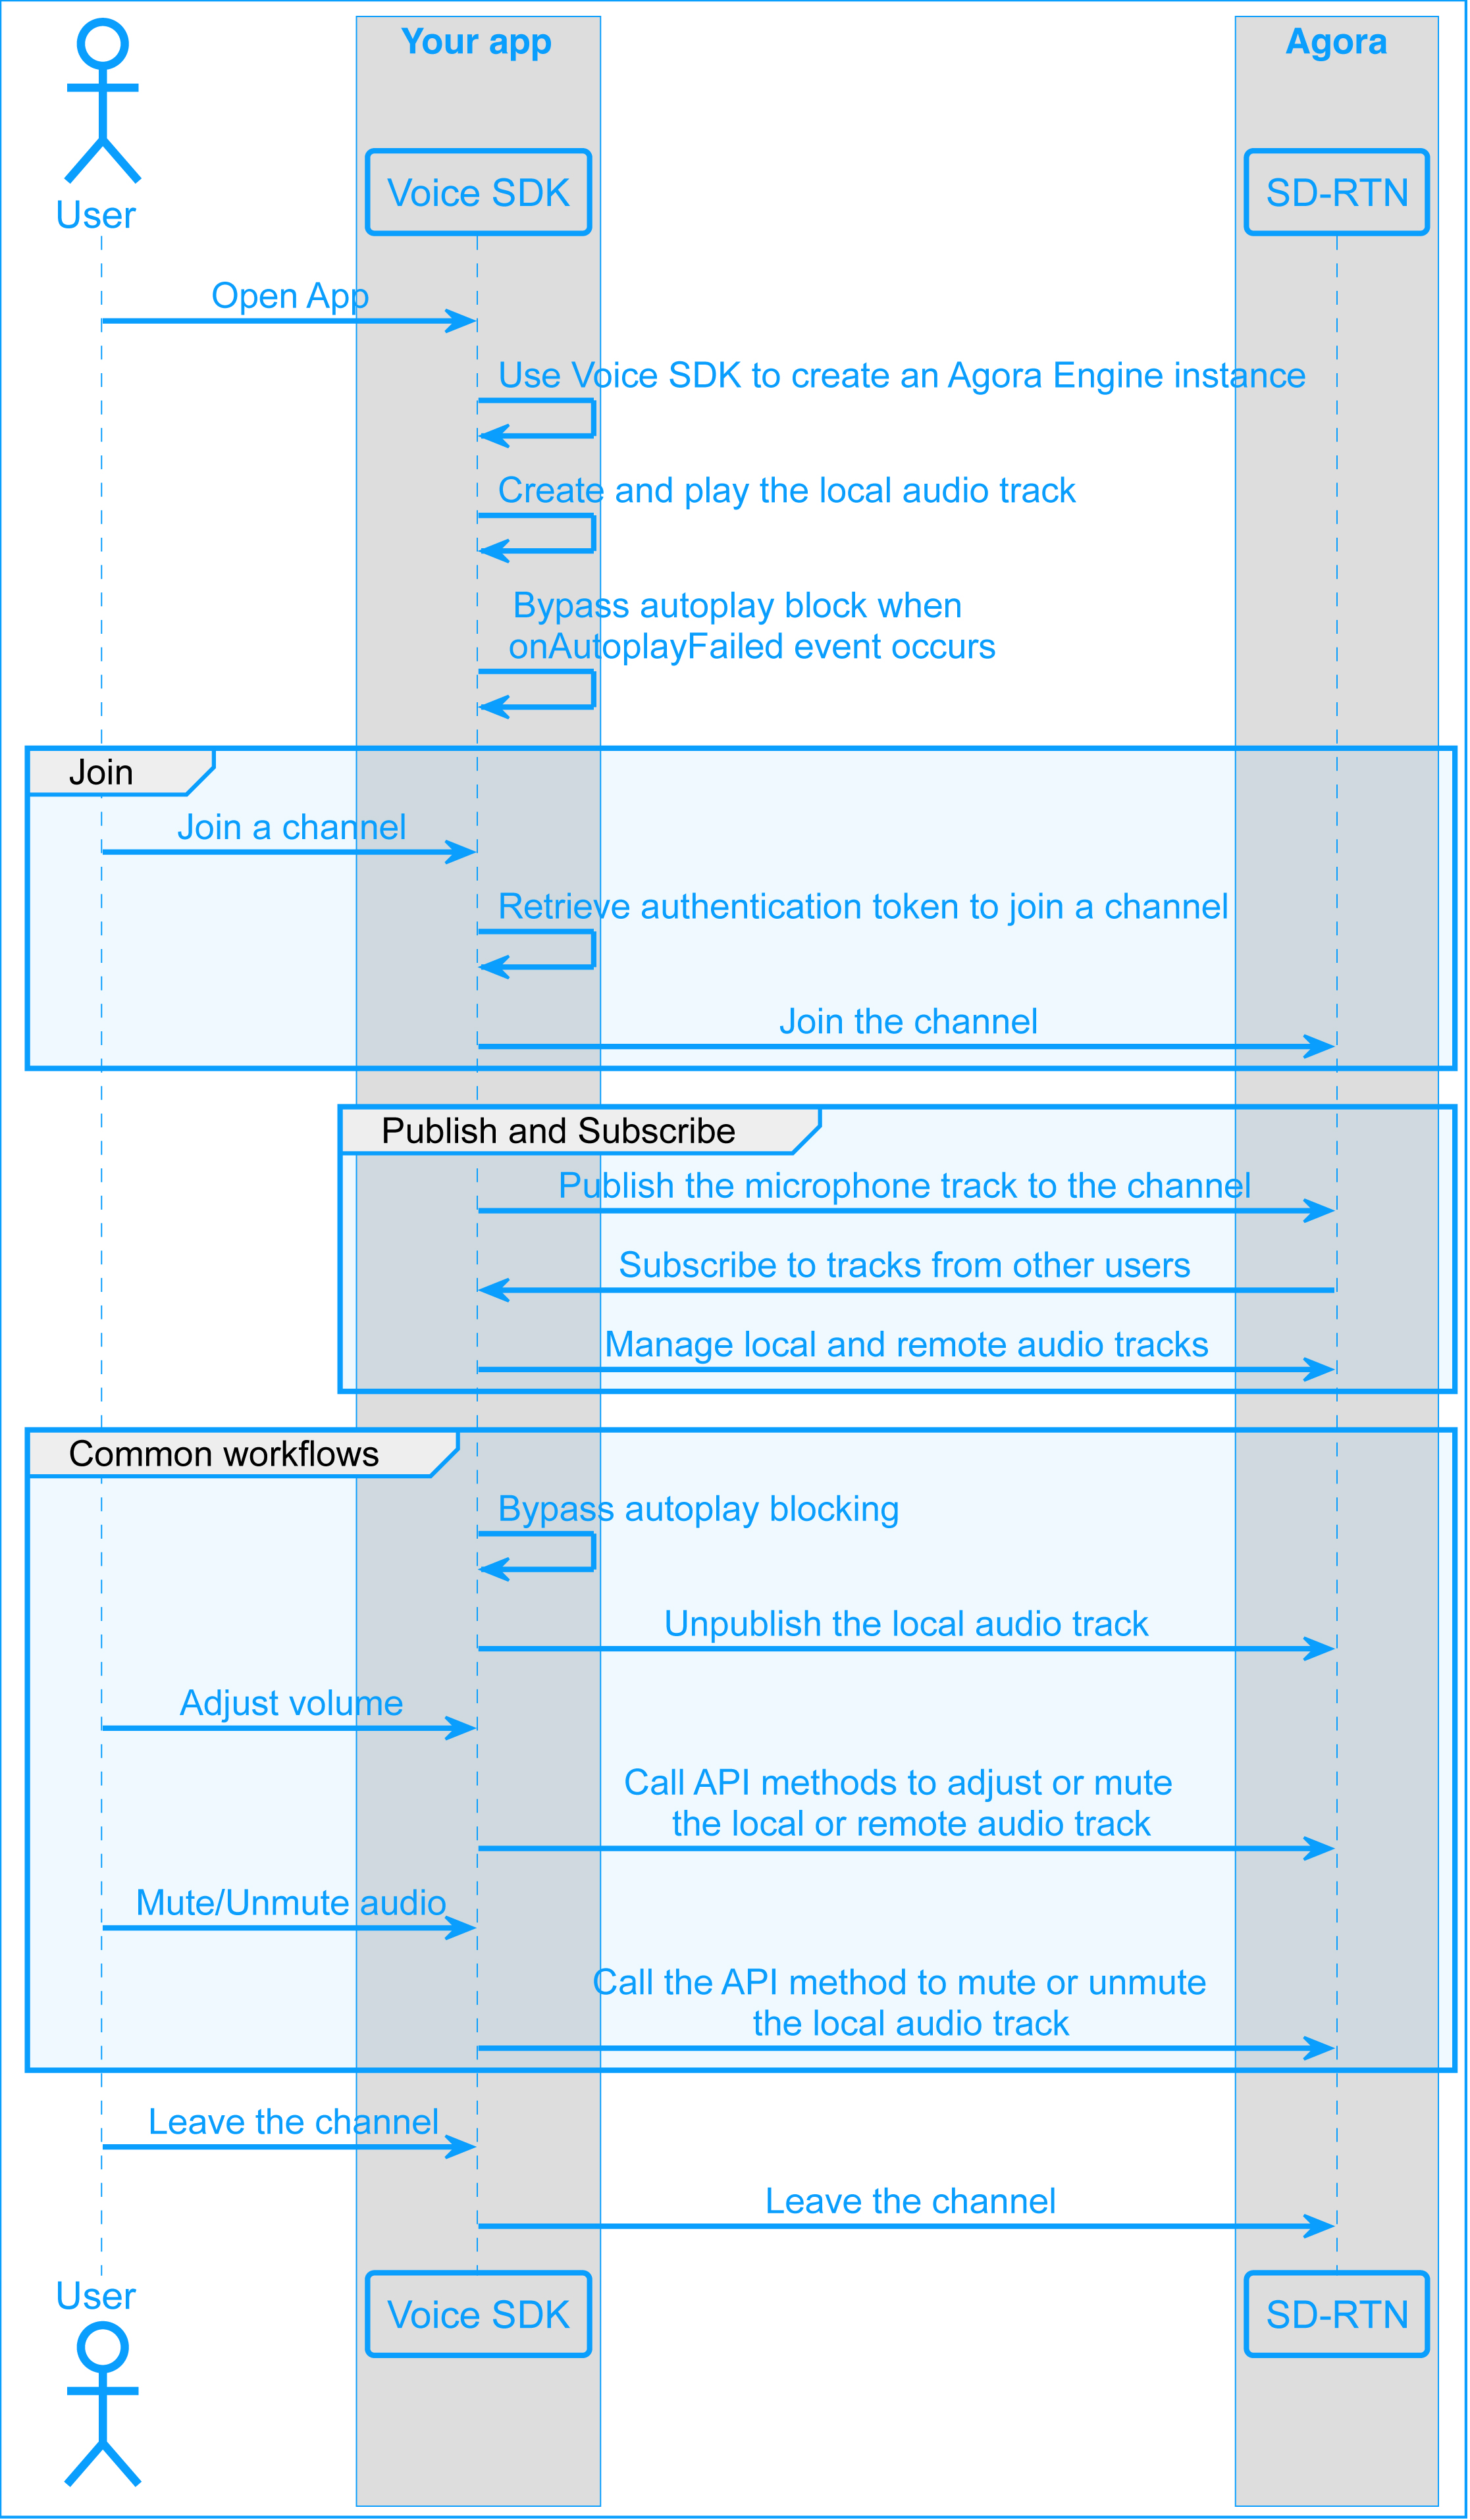 Your app
Agora
User
Voice SDK
SD-RTN
Open App
Use Voice SDK to create an Agora Engine instance
Create and play the local audio track
Bypass autoplay block when
onAutoplayFailed event occurs
Join
Join a channel
Retrieve authentication token to join a channel
Join the channel
Publish and Subscribe
Publish the microphone track to the channel
Subscribe to tracks from other users
Manage local and remote audio tracks
Common workflows
Bypass autoplay blocking
Unpublish the local audio track
Adjust volume
Call API methods to adjust or mute
the local or remote audio track
Mute/Unmute audio
Call the API method to mute or unmute
the local audio track
Leave the channel
Leave the channel
User
Voice SDK
SD-RTN